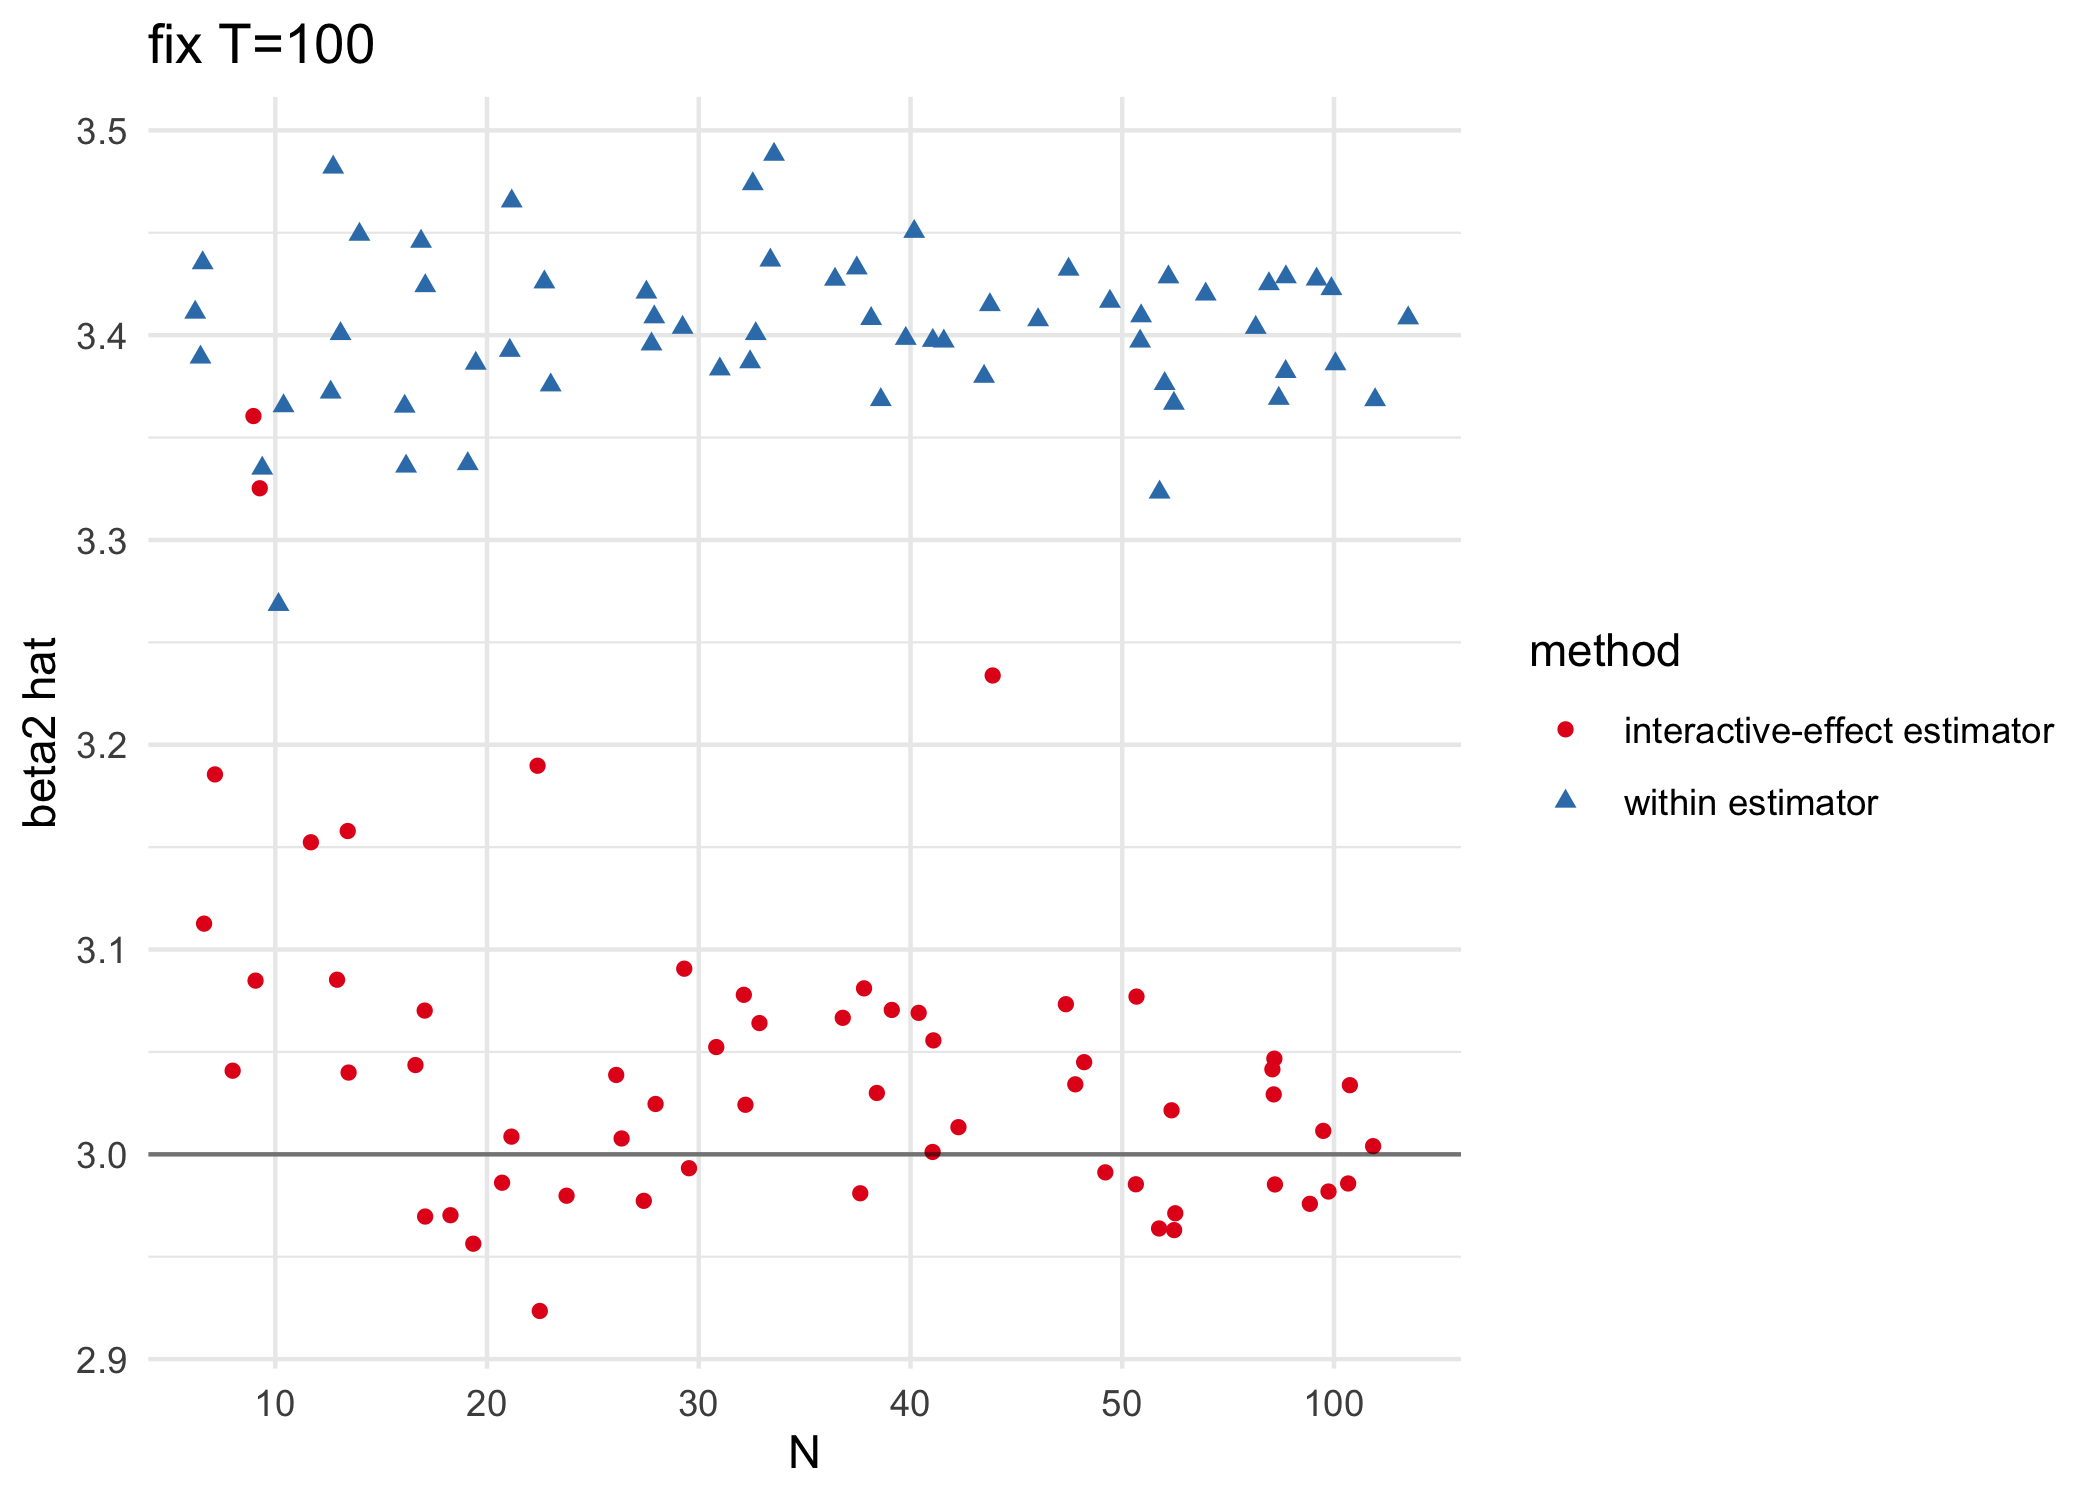 fix T=100
3.5
3.4
3.3
3.2
3.1
3.0
2.9
beta2 hat
10 20 30 40 50 100
N
method
interactive-effect estimator
within estimator